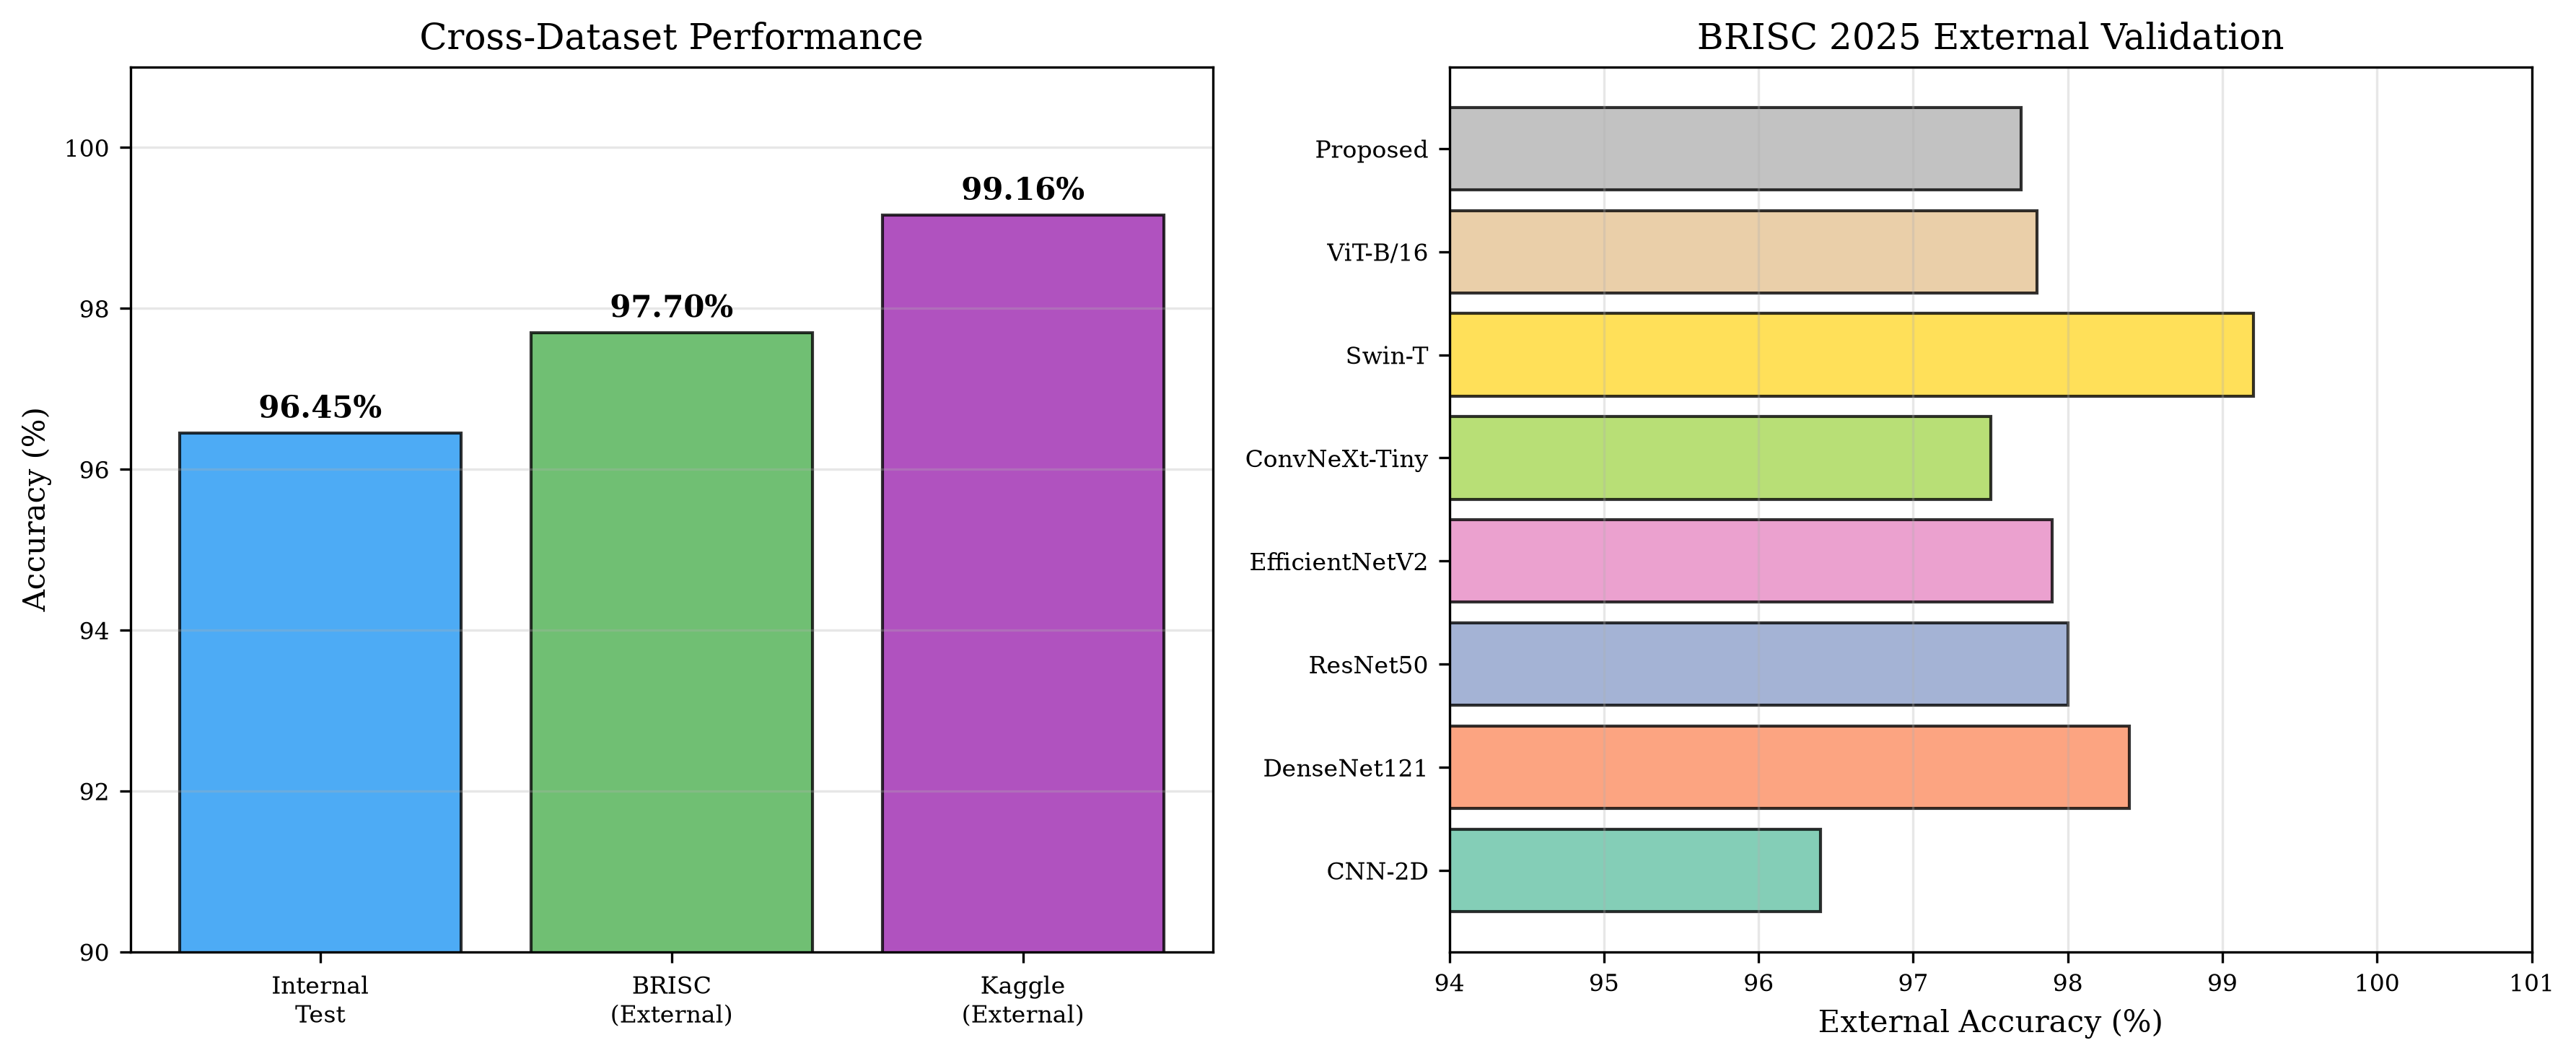 Cross-Dataset Performance
Accuracy (%)
100
98
96
94
92
90
96.45%
97.70%
99.16%
Internal
Test
BRISC
(External)
Kaggle
(External)
BRISC 2025 External Validation
Proposed
ViT-B/16
Swin-T
ConvNeXt-Tiny
EfficientNetV2
ResNet50
DenseNet121
CNN-2D
94 95 96 97 98 99 100 101
External Accuracy (%)